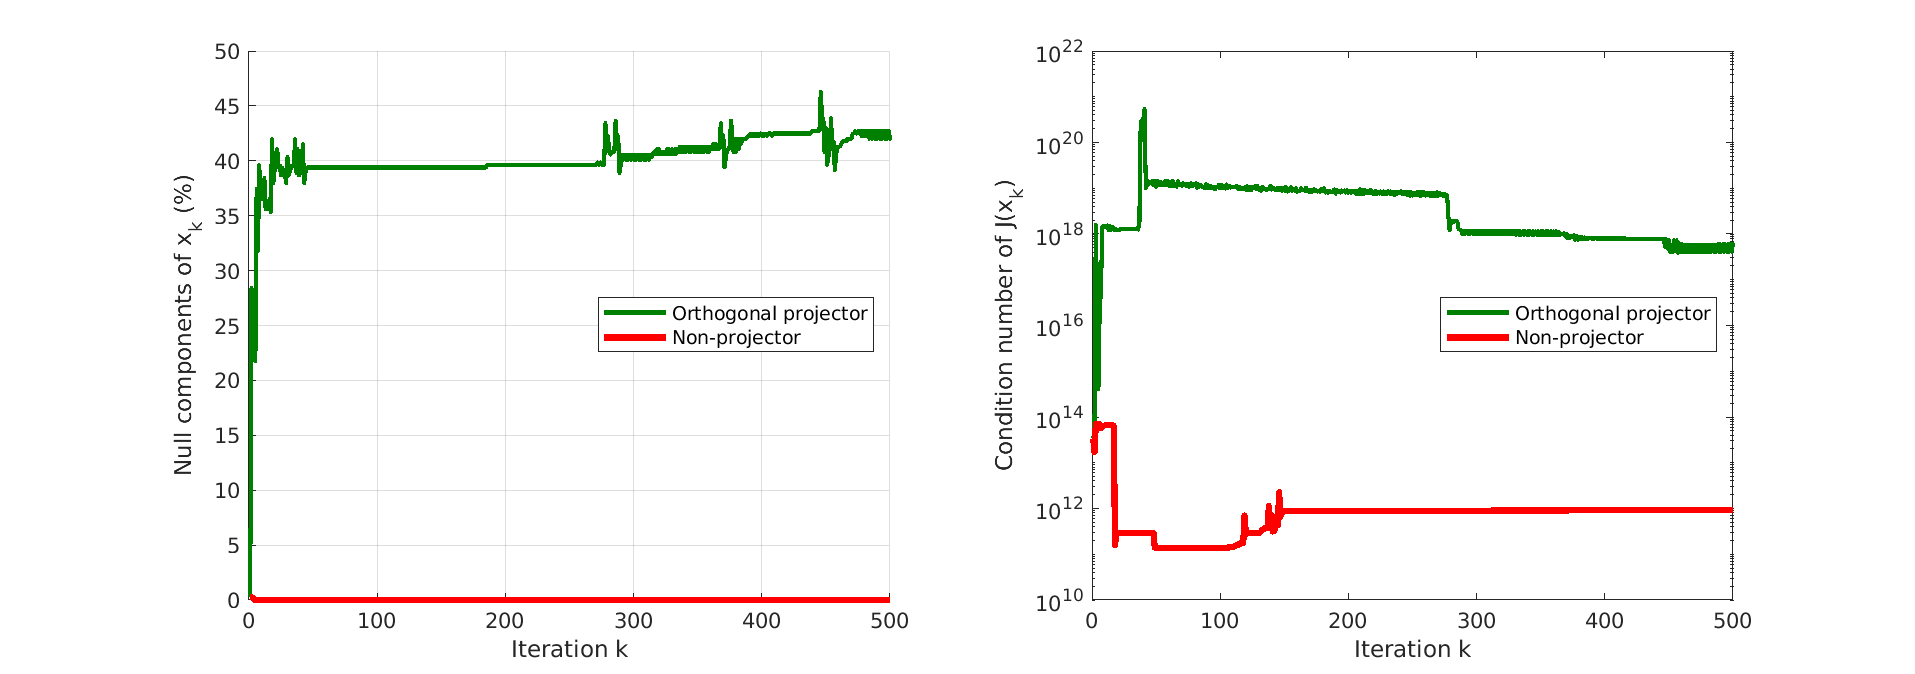 Null components of x_k (%)
50
45
40
35
30
25
20
15
10
5
0
0 100 200 300 400 500
Iteration k
Orthogonal projector
Non-projector
Condition number of J(x_k)
10^22
10^20
10^18
10^16
10^14
10^12
10^10
0 100 200 300 400 500
Iteration k
Orthogonal projector
Non-projector